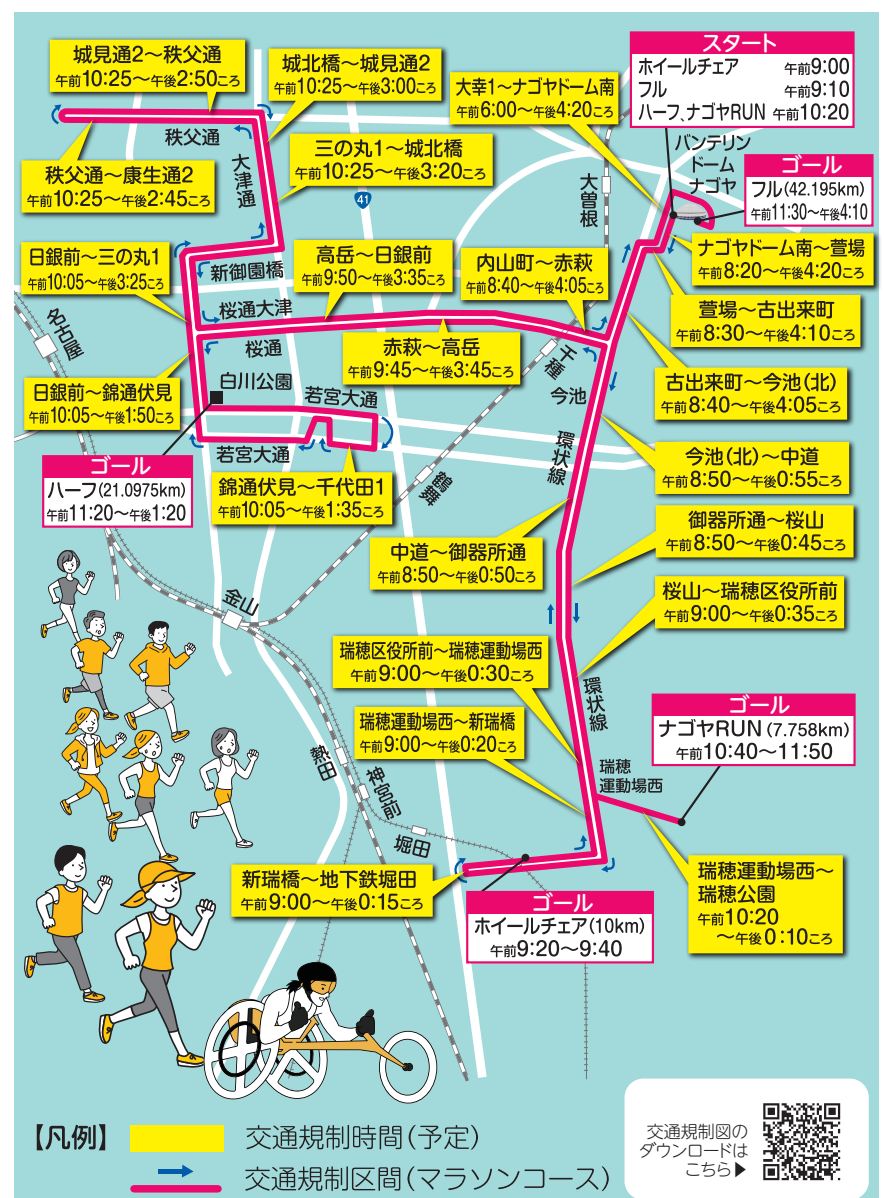 城見通2～秩父通
午前10:25～午後2:50ころ
城北橋～城見通2
午前10:25～午後3:00ころ
大幸1～ナゴヤドーム南
午前6:00～午後4:20ころ
スタート
ホイールチェア 午前9:00
フル 午前9:10
ハーフ、ナゴヤRUN 午前10:20
秩父通
大津通
三の丸1～城北橋
午前10:25～午後3:20ころ
秩父通～康生通2
午前10:25～午後2:45ころ
41
大曽根
バンテリン
ドーム
ナゴヤ
ゴール
フル(42.195km)
午前11:30～午後4:10
日銀前～三の丸1
午前10:05～午後3:25ころ
新御園橋
高岳～日銀前
午前9:50～午後3:35ころ
内山町～赤萩
午前8:40～午後4:05ころ
ナゴヤドーム南～萱場
午前8:20～午後4:20ころ
萱場～古出来町
午前8:30～午後4:10ころ
名古屋
桜通大津
桜通
赤萩～高岳
午前9:45～午後3:45ころ
千種
今池
古出来町～今池(北)
午前8:40～午後4:05ころ
日銀前～錦通伏見
午前10:05～午後1:50ころ
白川公園
若宮大通
若宮大通
環状線
今池(北)～中道
午前8:50～午後0:55ころ
ゴール
ハーフ(21.0975km)
午前11:20～午後1:20
錦通伏見～千代田1
午前10:05～午後1:35ころ
鶴舞
御器所通～桜山
午前8:50～午後0:45ころ
中道～御器所通
午前8:50～午後0:50ころ
桜山～瑞穂区役所前
午前9:00～午後0:35ころ
金山
瑞穂区役所前～瑞穂運動場西
午前9:00～午後0:30ころ
環状線
ゴール
ナゴヤRUN(7.758km)
午前10:40～11:50
瑞穂運動場西～新瑞橋
午前9:00～午後0:20ころ
熱田
神宮前
瑞穂
運動場西
堀田
新瑞橋～地下鉄堀田
午前9:00～午後0:15ころ
ゴール
ホイールチェア(10km)
午前9:20～9:40
瑞穂運動場西～
瑞穂公園
午前10:20
～午後0:10ころ
【凡例】
交通規制時間(予定)
交通規制区間(マラソンコース)
交通規制図の
ダウンロードは
こちら▶